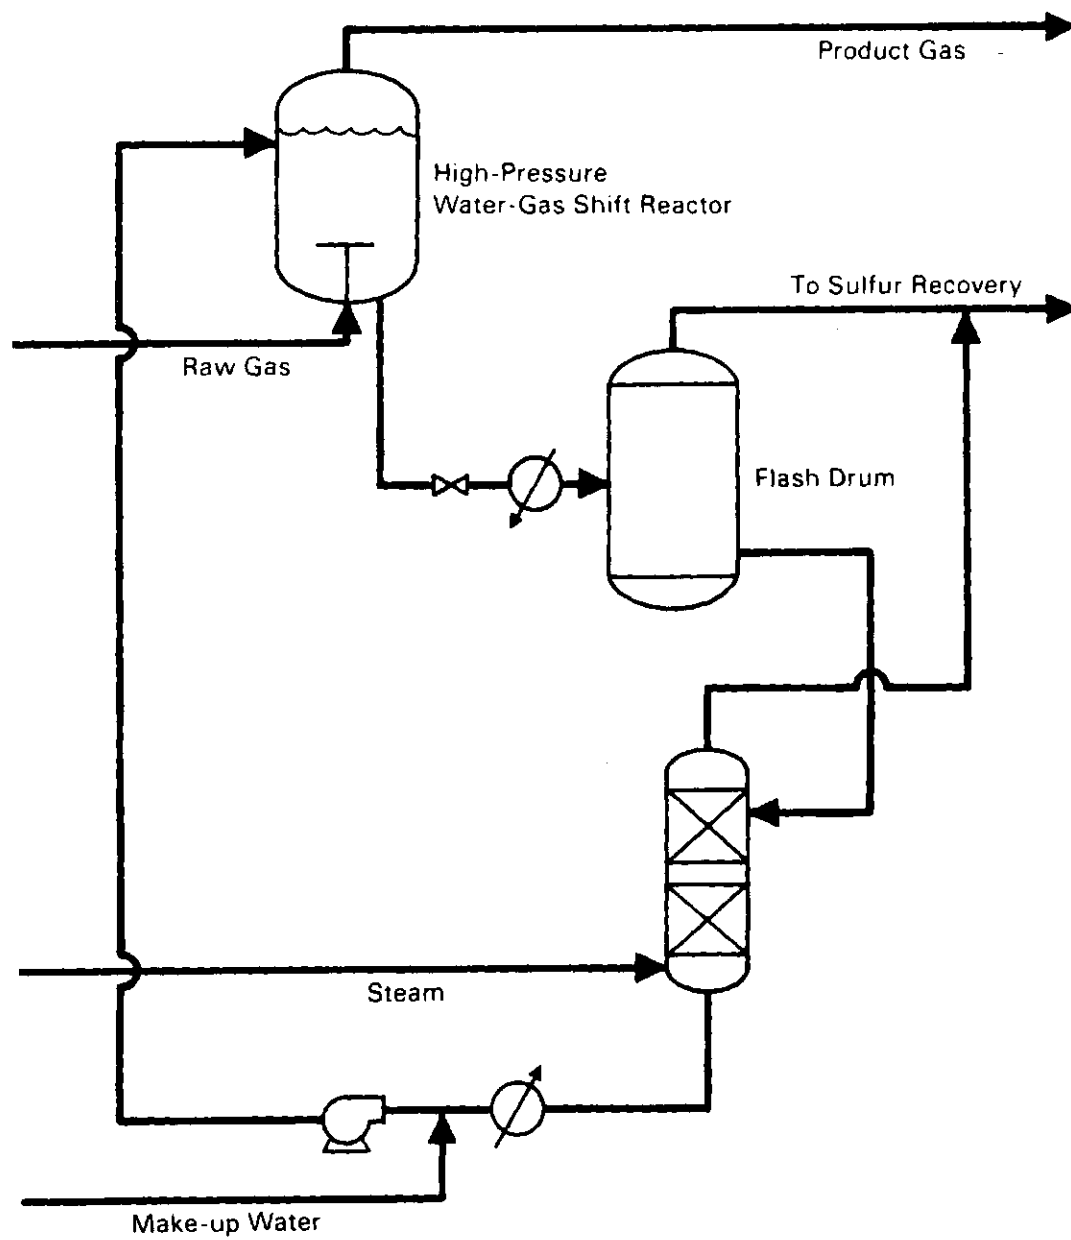 Product Gas
High-Pressure
Water-Gas Shift Reactor
To Sulfur Recovery
Raw Gas
Flash Drum
Steam
Make-up Water